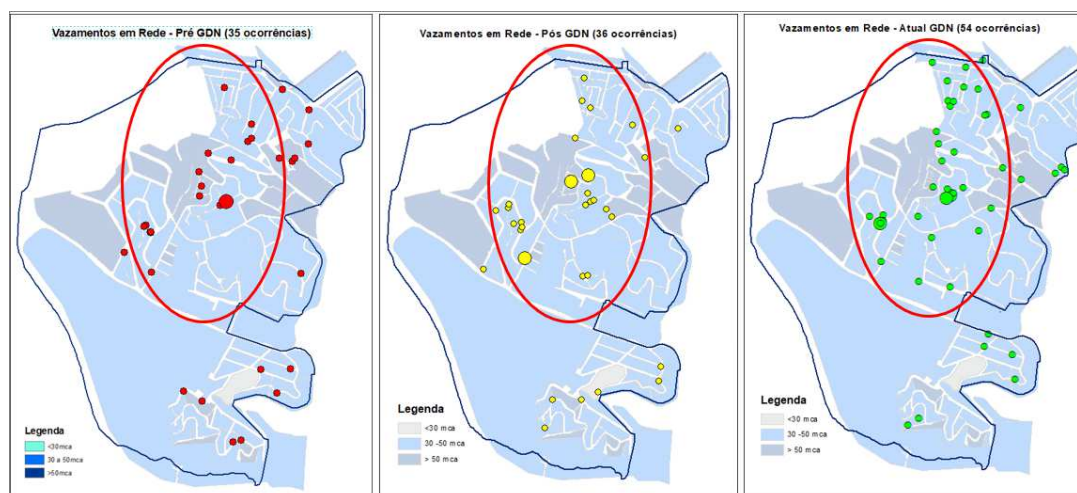 Vazamentos em Rede - Pré GDN (35 ocorrências)
Legenda
<30mca
30 a 50mca
>50mca
Vazamentos em Rede - Pós GDN (36 ocorrências)
Legenda
<30 mca
30 -50 mca
> 50 mca
Vazamentos em Rede - Atual GDN (54 ocorrências)
Legenda
<30 mca
30 -50 mca
> 50 mca